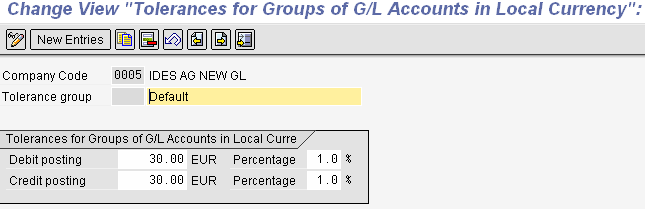 Change View "Tolerances for Groups of G/L Accounts in Local Currency":
New Entries
Company Code 0005 IDES AG NEW GL
Tolerance group Default
Tolerances for Groups of G/L Accounts in Local Curre
Debit posting 30.00 EUR Percentage 1.0 %
Credit posting 30.00 EUR Percentage 1.0 %